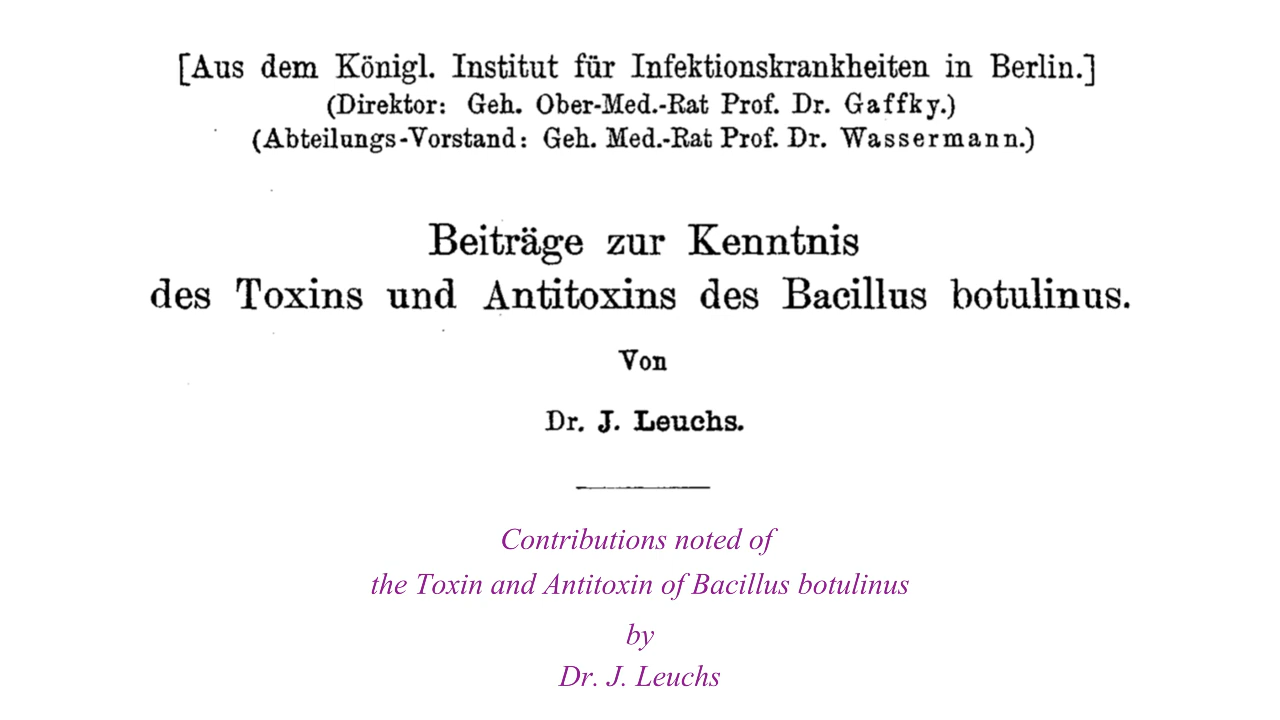 [Aus dem Königl. Institut für Infektionskrankheiten in Berlin.]
(Direktor: Geh. Ober-Med.-Rat Prof. Dr. Gaffky.)
(Abteilungs-Vorstand: Geh. Med.-Rat Prof. Dr. Wassermann.)
Beiträge zur Kenntnis
des Toxins und Antitoxins des Bacillus botulinus.
Von
Dr. J. Leuchs.
Contributions noted of
the Toxin and Antitoxin of Bacillus botulinus
by
Dr. J. Leuchs